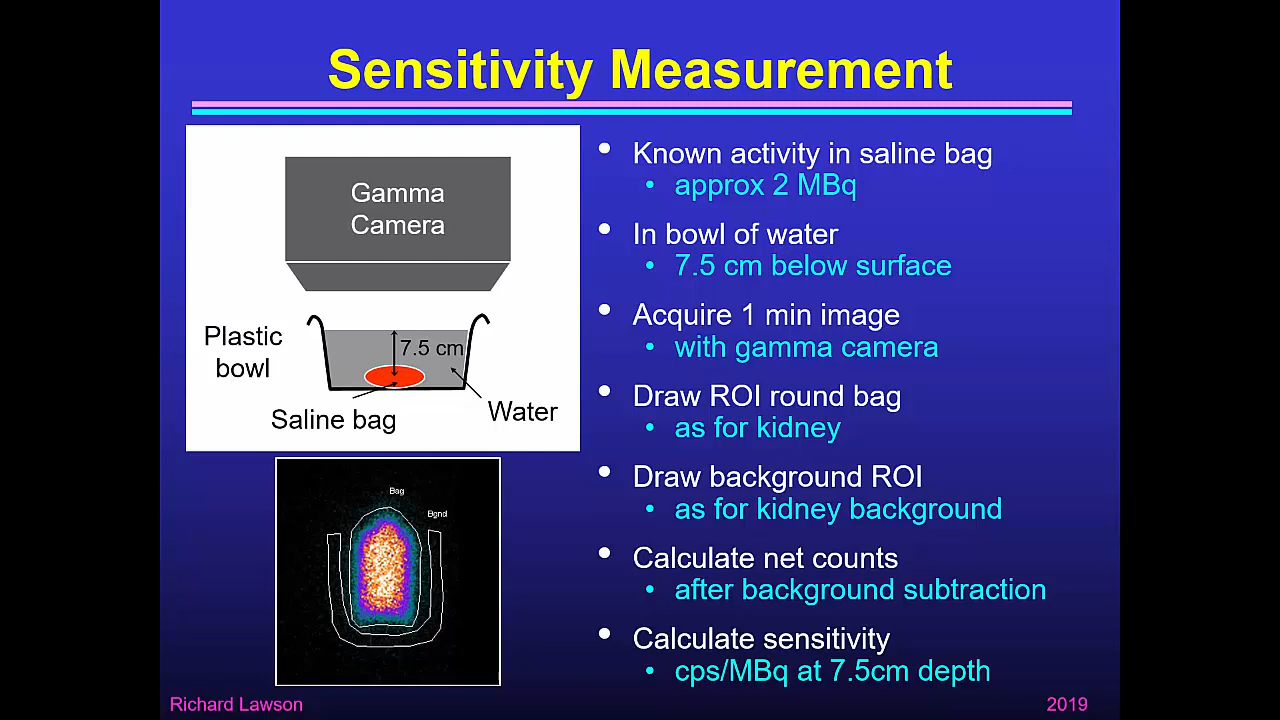 Sensitivity Measurement
Gamma
Camera
Plastic
bowl
7.5 cm
Saline bag
Water
Bag
Bgnd
• Known activity in saline bag
• approx 2 MBq
• In bowl of water
• 7.5 cm below surface
• Acquire 1 min image
• with gamma camera
• Draw ROI round bag
• as for kidney
• Draw background ROI
• as for kidney background
• Calculate net counts
• after background subtraction
• Calculate sensitivity
• cps/MBq at 7.5cm depth
Richard Lawson
2019